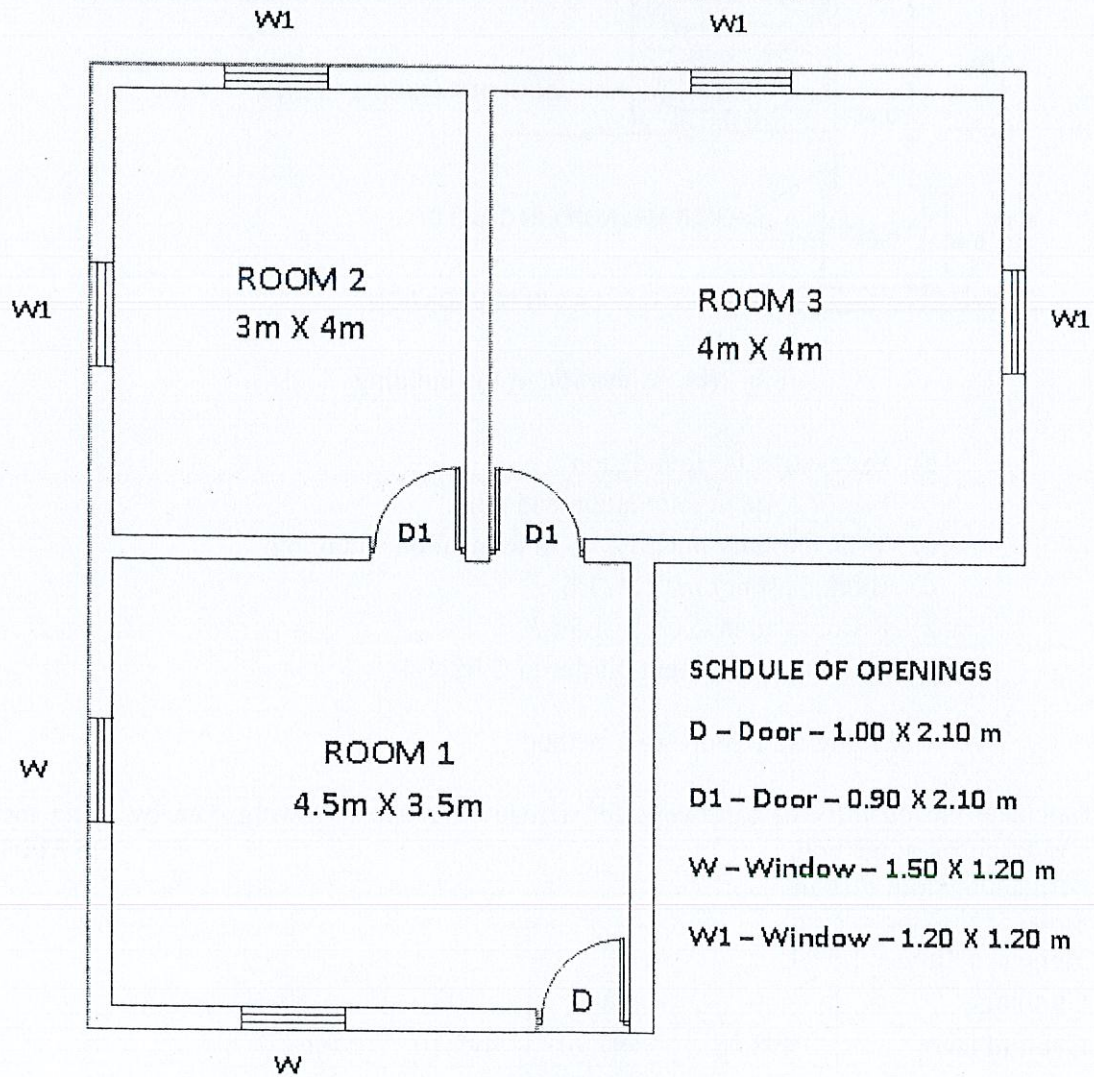 W1
W1
ROOM 2
3m X 4m
ROOM 3
4m X 4m
W1
W1
D1
D1
SCHDULE OF OPENINGS
D – Door – 1.00 X 2.10 m
D1 – Door – 0.90 X 2.10 m
W – Window – 1.50 X 1.20 m
W1 – Window – 1.20 X 1.20 m
ROOM 1
4.5m X 3.5m
W
D
W